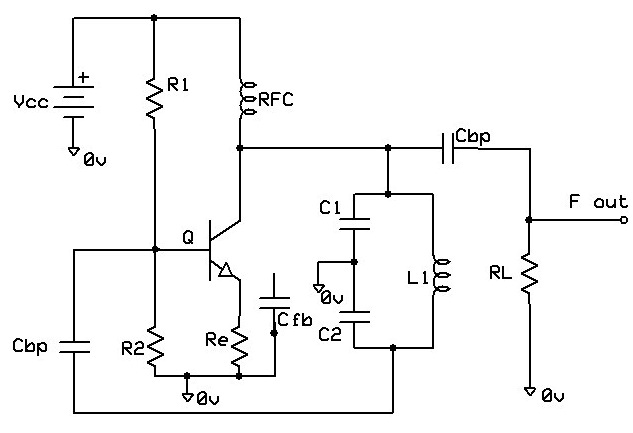 +
R1
Vcc
RFC
0v
Cbp
F out
Q
C1
L1
RL
0v
Cfb
Cbp
R2
Re
C2
0v
0v